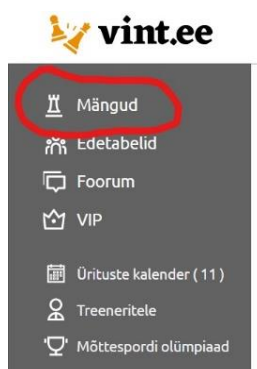 vint.ee
Mängud
Edetabelid
Foorum
VIP
Ürituste kalender ( 11 )
Treeneritele
Mõttespordi olümpiaad